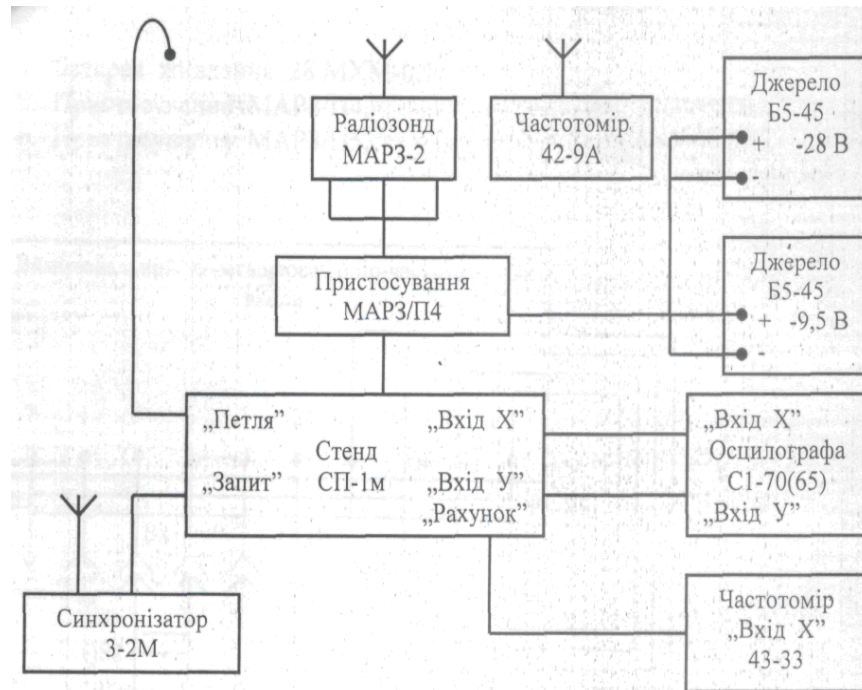 Радіозонд
МАРЗ-2
Частотомір
42-9А
Джерело
Б5-45
+ -28 В
-
Джерело
Б5-45
+ -9,5 В
-
Пристосування
МАРЗ/П4
„Петля”
„Запит”
Стенд
СП-1м
„Вхід Х”
„Вхід У”
„Рахунок”
„Вхід Х”
Осцилографа
С1-70(65)
„Вхід У”
Синхронізатор
З-2М
Частотомір
„Вхід Х”
43-33